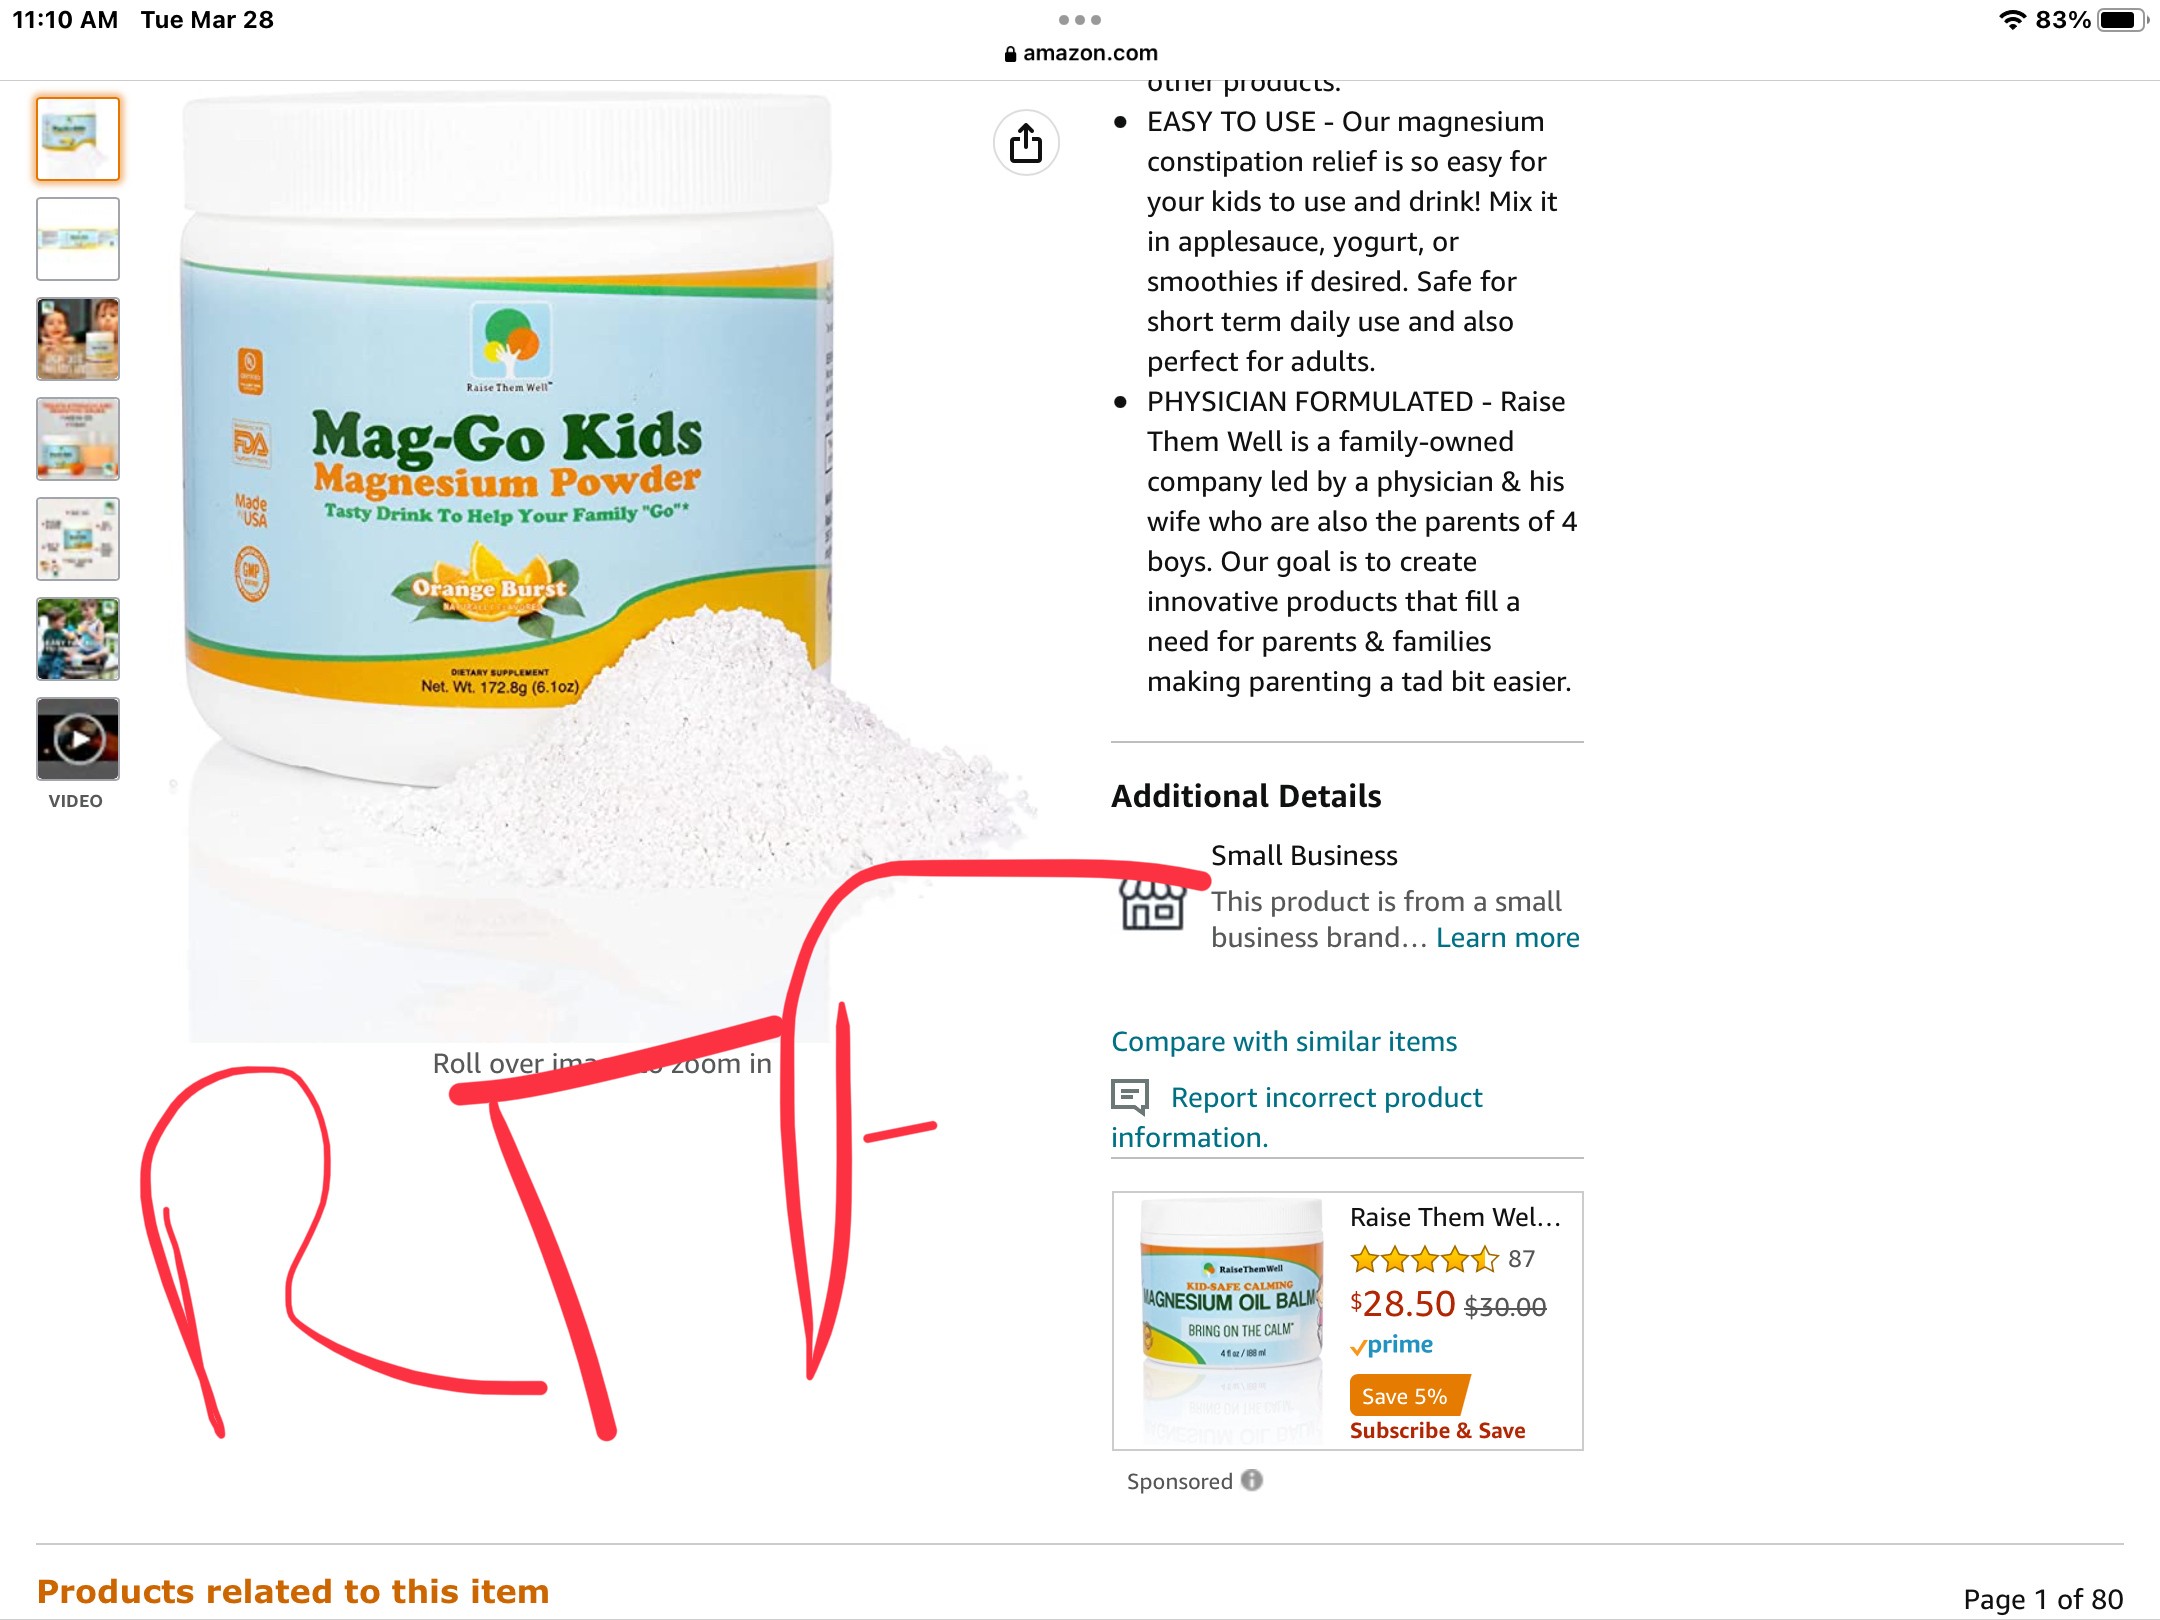 11:10 AM Tue Mar 28
83%
amazon.com
other products.
• EASY TO USE - Our magnesium
constipation relief is so easy for
your kids to use and drink! Mix it
in applesauce, yogurt, or
smoothies if desired. Safe for
short term daily use and also
perfect for adults.
• PHYSICIAN FORMULATED - Raise
Them Well is a family-owned
company led by a physician & his
wife who are also the parents of 4
boys. Our goal is to create
innovative products that fill a
need for parents & families
making parenting a tad bit easier.
Raise Them Well™
Mag-Go Kids
Magnesium Powder
Tasty Drink To Help Your Family "Go"*
FDA
Made
USA
GMP
Orange Burst
NATURALLY FLAVORED
DIETARY SUPPLEMENT
Net. Wt. 172.8g (6.1oz)
VIDEO
Roll over image to zoom in
Additional Details
Small Business
This product is from a small
business brand… Learn more
Compare with similar items
Report incorrect product
information.
RaiseThemWell
KID-SAFE CALMING
MAGNESIUM OIL BALM
BRING ON THE CALM™
4 fl oz / 188 ml
Raise Them Wel…
87
$28.50 $30.00
prime
Save 5%
Subscribe & Save
Sponsored
Products related to this item
Page 1 of 80